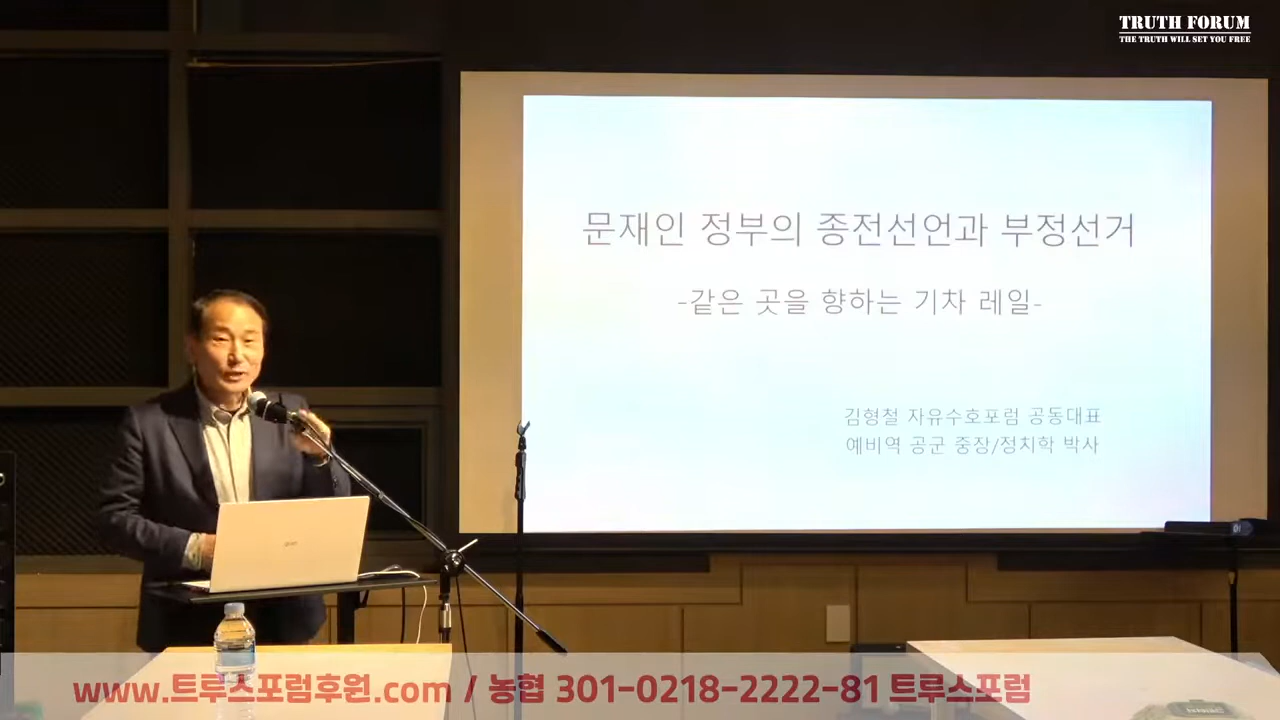 TRUTH FORUM
THE TRUTH WILL SET YOU FREE
문재인 정부의 종전선언과 부정선거
-같은 곳을 향하는 기차 레일-
김형철 자유수호포럼 공동대표
예비역 공군 중장/정치학 박사
gram
www.트루스포럼후원.com / 농협 301-0218-2222-81 트루스포럼